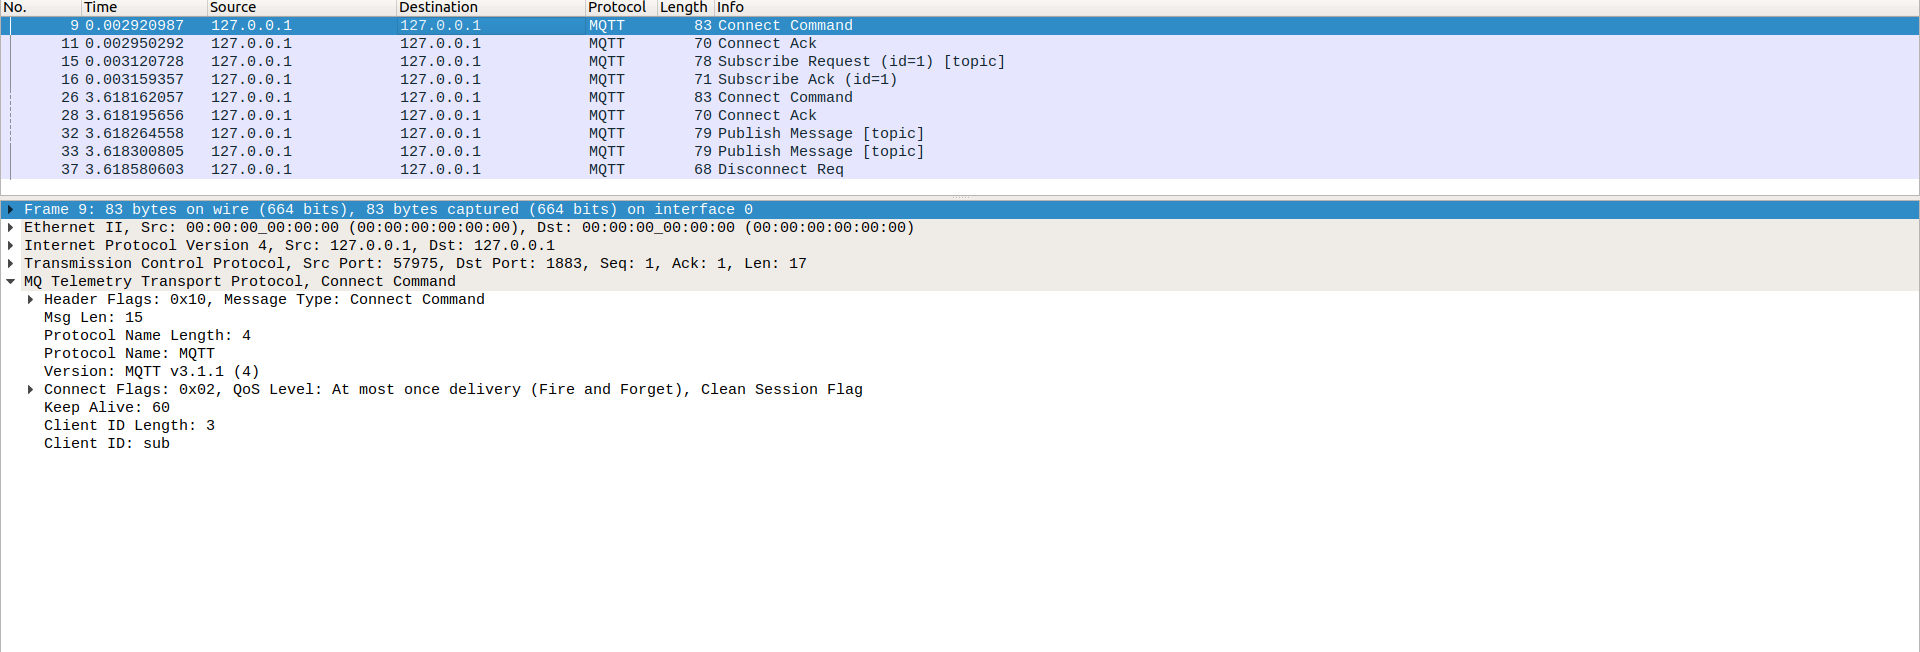 No. Time Source Destination Protocol Length Info
9 0.002920987 127.0.0.1 127.0.0.1 MQTT 83 Connect Command
11 0.002950292 127.0.0.1 127.0.0.1 MQTT 70 Connect Ack
15 0.003120728 127.0.0.1 127.0.0.1 MQTT 78 Subscribe Request (id=1) [topic]
16 0.003159357 127.0.0.1 127.0.0.1 MQTT 71 Subscribe Ack (id=1)
26 3.618162057 127.0.0.1 127.0.0.1 MQTT 83 Connect Command
28 3.618195656 127.0.0.1 127.0.0.1 MQTT 70 Connect Ack
32 3.618264558 127.0.0.1 127.0.0.1 MQTT 79 Publish Message [topic]
33 3.618300805 127.0.0.1 127.0.0.1 MQTT 79 Publish Message [topic]
37 3.618580603 127.0.0.1 127.0.0.1 MQTT 68 Disconnect Req
Frame 9: 83 bytes on wire (664 bits), 83 bytes captured (664 bits) on interface 0
Ethernet II, Src: 00:00:00_00:00:00 (00:00:00:00:00:00), Dst: 00:00:00_00:00:00 (00:00:00:00:00:00)
Internet Protocol Version 4, Src: 127.0.0.1, Dst: 127.0.0.1
Transmission Control Protocol, Src Port: 57975, Dst Port: 1883, Seq: 1, Ack: 1, Len: 17
MQ Telemetry Transport Protocol, Connect Command
Header Flags: 0x10, Message Type: Connect Command
Msg Len: 15
Protocol Name Length: 4
Protocol Name: MQTT
Version: MQTT v3.1.1 (4)
Connect Flags: 0x02, QoS Level: At most once delivery (Fire and Forget), Clean Session Flag
Keep Alive: 60
Client ID Length: 3
Client ID: sub